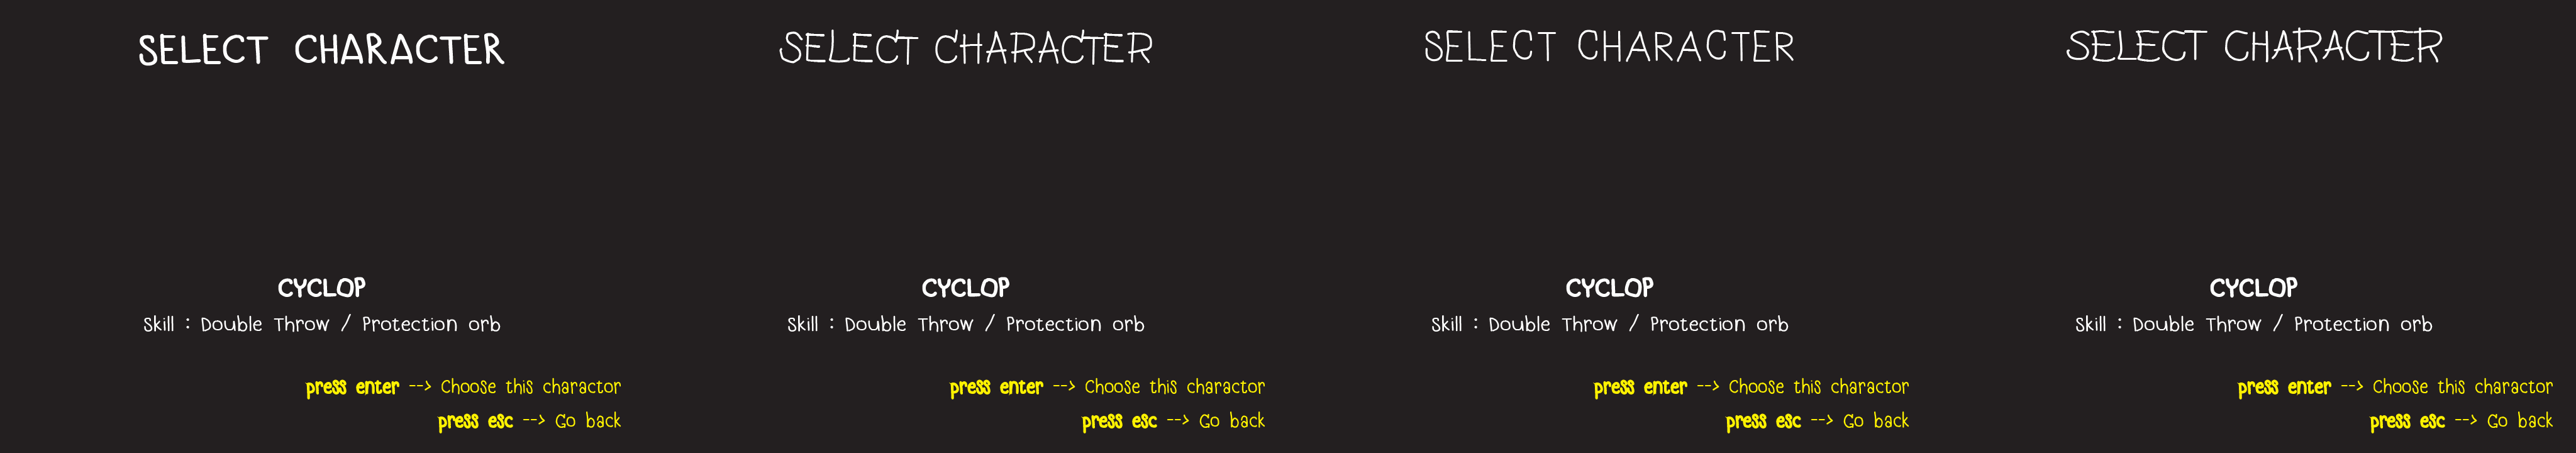 SELECT CHARACTER
CYCLOP
Skill : Double Throw / Protection orb
press enter --> Choose this charactor
press esc --> Go back
SELECT CHARACTER
CYCLOP
Skill : Double Throw / Protection orb
press enter --> Choose this charactor
press esc --> Go back
SELECT CHARACTER
CYCLOP
Skill : Double Throw / Protection orb
press enter --> Choose this charactor
press esc --> Go back
SELECT CHARACTER
CYCLOP
Skill : Double Throw / Protection orb
press enter --> Choose this charactor
press esc --> Go back